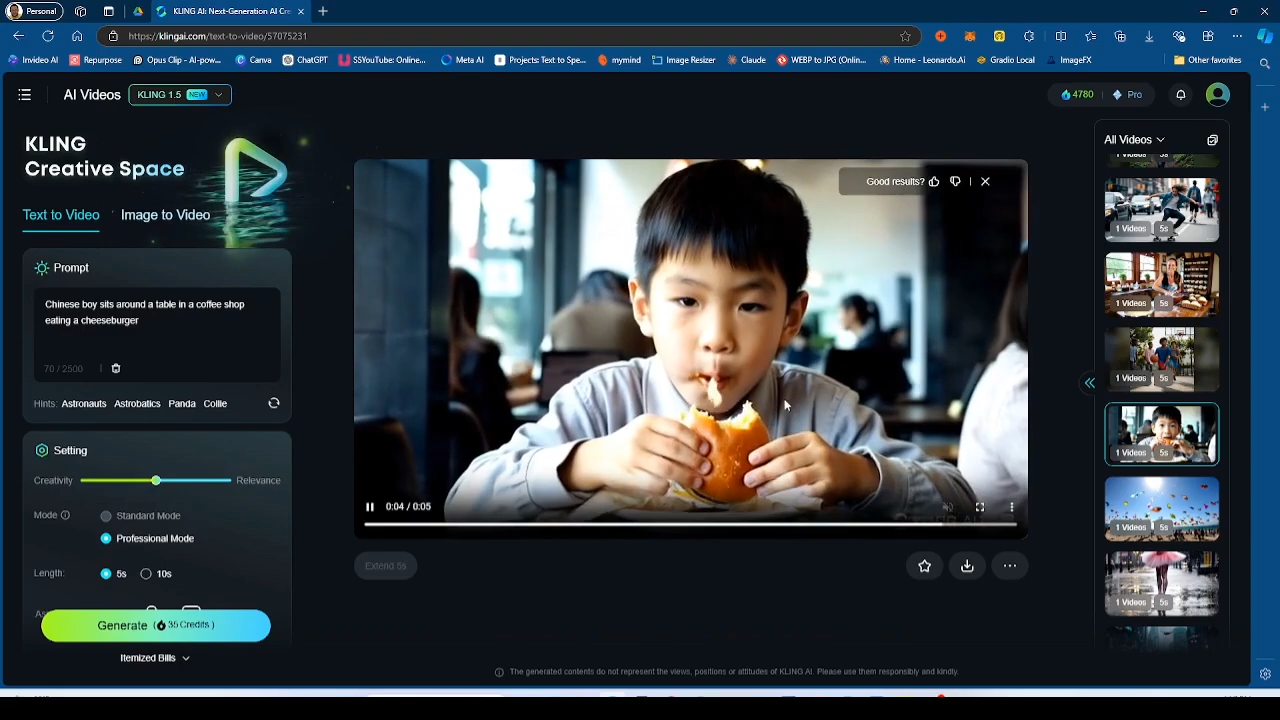 Personal
KLING AI: Next-Generation AI Cr
https://klingai.com/text-to-video/57075231
Invideo AI
Repurpose
Opus Clip - AI-pow...
Canva
ChatGPT
SSYouTube: Online...
Meta AI
Projects Text to Spe...
mymind
Image Resizer
Claude
WEBP to JPG (Onlin...
Home - Leonardo.Ai
Gradio Local
ImageFX
Other favorites
AI Videos
KLING 1.5 NEW
4780
Pro
KLING
Creative Space
Text to Video
Image to Video
Prompt
Chinese boy sits around a table in a coffee shop
eating a cheeseburger
70 / 2500
Hints: Astronauts Astrobatics Panda Collie
Setting
Creativity
Relevance
Mode
Standard Mode
Professional Mode
Length:
5s
10s
Generate ( 35 Credits )
Itemized Bills
Good results?
0:04 / 0:05
Extend 5s
The generated contents do not represent the views, positions or attitudes of KLING AI. Please use them responsibly and kindly.
All Videos
1 Videos
5s
1 Videos
5s
1 Videos
5s
1 Videos
5s
1 Videos
5s
1 Videos
5s
1 Videos
5s